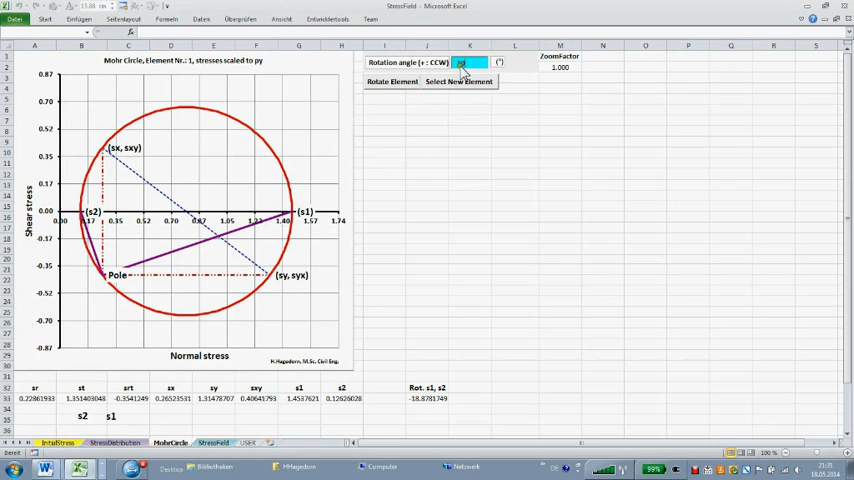 StressField - Microsoft Excel
Datei Start Einfügen Seitenlayout Formeln Daten Überprüfen Ansicht Entwicklertools Team
fx
A B C D E F G H I J K L M N O P Q R
Mohr Circle, Element Nr.: 1, stresses scaled to py
Rotation angle (+ : CCW) (°) ZoomFactor
1.000
Rotate Element Select New Element
0.87
0.70
0.52
0.35
0.17
0.00
-0.17
-0.35
-0.52
-0.70
-0.87
0.00 0.17 0.35 0.52 0.70 0.87 1.05 1.22 1.40 1.57 1.74
(sx, sxy)
(s2) (s1)
Pole (sy, syx)
Shear stress
Normal stress
H.Hagedorn, M.Sc. Civil Eng.
sr st srt sx sy sxy s1 s2 Rot. s1, s2
0.22861933 1.351403048 -0.3541249 0.26523531 1.31478707 0.40641793 1.4537621 0.12626028 -18.8781749
s2 s1
InitialStress StressDistribution MohrCircle StressField USER
Bereit 100 %
Desktop Bibliotheken HHagedorn Computer Netzwerk DE 99% 21:31
18.05.2014